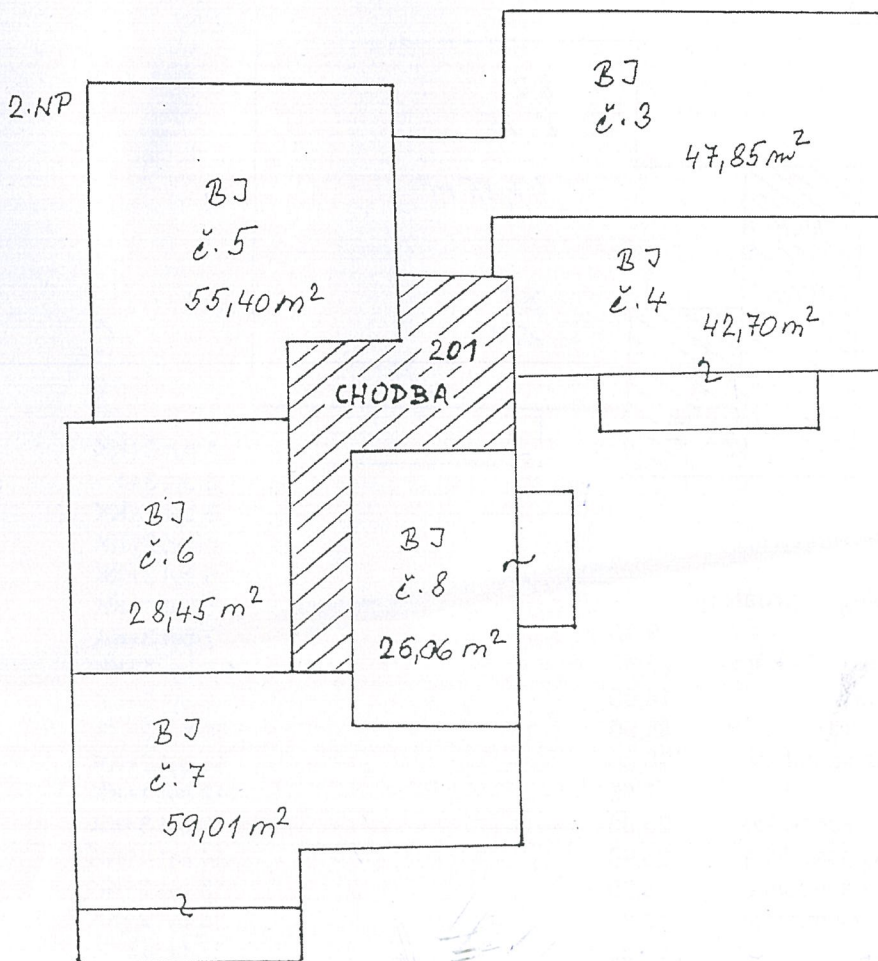 2.NP
BJ
č.3
47,85 m²
BJ
č.5
55,40 m²
BJ
č.4
42,70 m²
201
CHODBA
BJ
č.6
28,45 m²
BJ
č.8
26,06 m²
BJ
č.7
59,01 m²